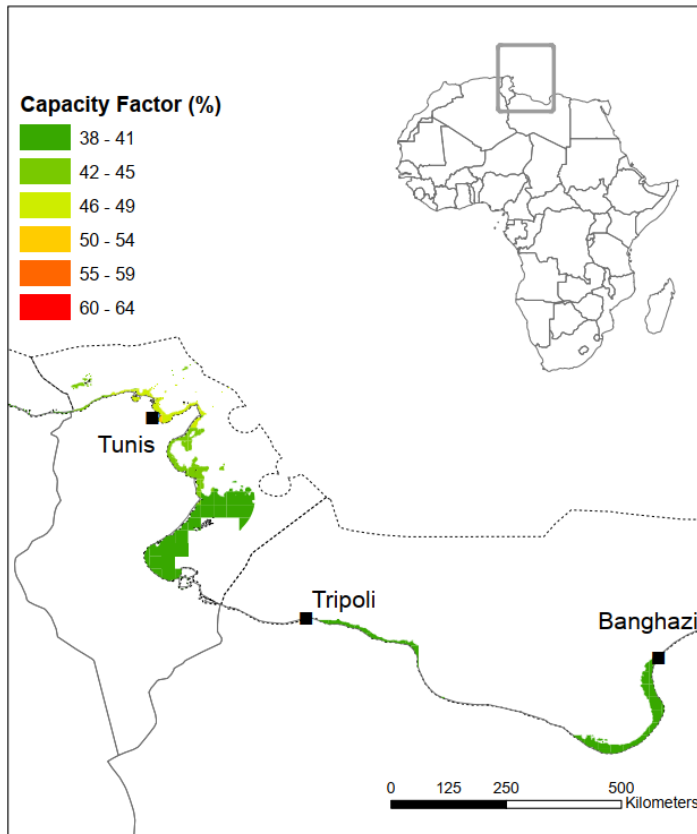 Capacity Factor (%)
38 - 41
42 - 45
46 - 49
50 - 54
55 - 59
60 - 64
Tunis
Tripoli
Banghazi
0 125 250 500
Kilometers